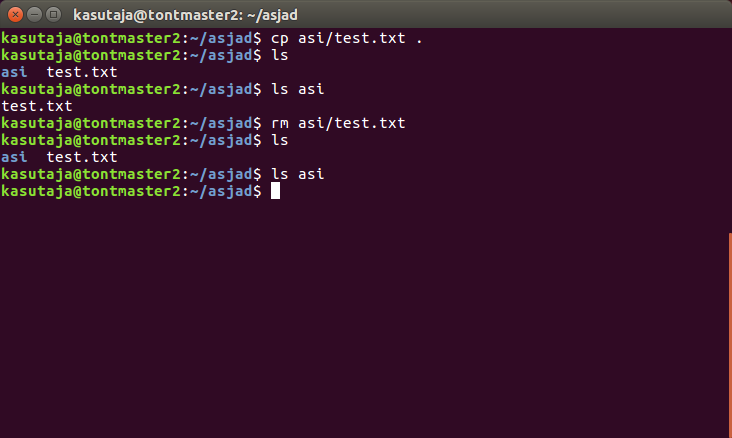 kasutaja@tontmaster2: ~/asjad
kasutaja@tontmaster2:~/asjad$ cp asi/test.txt .
kasutaja@tontmaster2:~/asjad$ ls
asi  test.txt
kasutaja@tontmaster2:~/asjad$ ls asi
test.txt
kasutaja@tontmaster2:~/asjad$ rm asi/test.txt
kasutaja@tontmaster2:~/asjad$ ls
asi  test.txt
kasutaja@tontmaster2:~/asjad$ ls asi
kasutaja@tontmaster2:~/asjad$